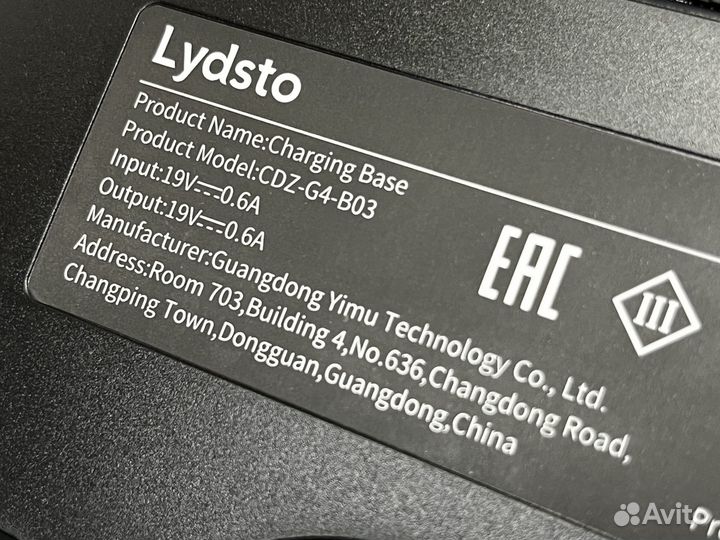 Lydsto
Product Name:Charging Base
Product Model:CDZ-G4-B03
Input:19V⎓0.6A
Output:19V⎓0.6A
Manufacturer:Guangdong Yimu Technology Co., Ltd.
Address:Room 703,Building 4,No.636,Changdong Road,
Changping Town,Dongguan,Guangdong,China
EAC
III
Avito